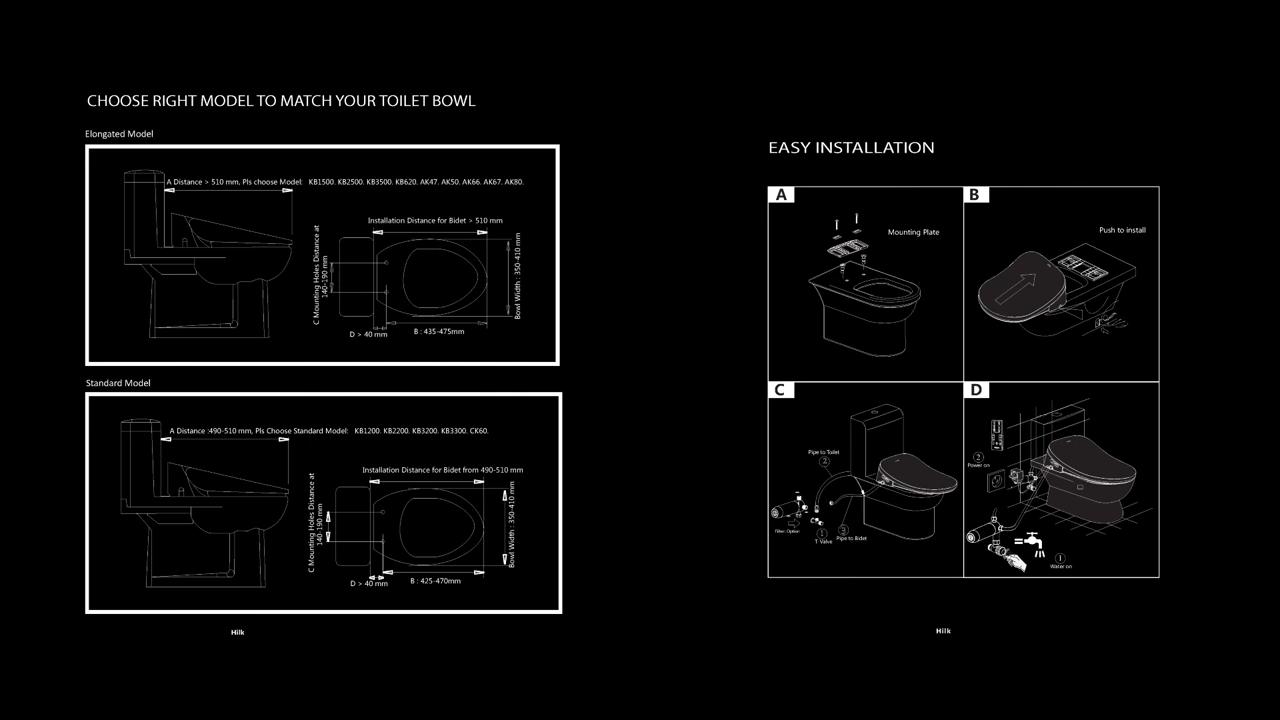 CHOOSE RIGHT MODEL TO MATCH YOUR TOILET BOWL
Elongated Model
A Distance > 510 mm, Pls choose Model: KB1500. KB2500. KB3500. KB620. AK47. AK50. AK66. AK67. AK80.
Installation Distance for Bidet > 510 mm
C Mounting Holes Distance at
140-190 mm
Bowl Width : 350-410 mm
D > 40 mm
B : 435-475mm
Standard Model
A Distance :490-510 mm, Pls Choose Standard Model: KB1200. KB2200. KB3200. KB3300. CK60.
Installation Distance for Bidet from 490-510 mm
C Mounting Holes Distance at
140-190 mm
Bowl Width : 350-410 mm
D > 40 mm
B : 425-470mm
Hilk
EASY INSTALLATION
A
Mounting Plate
B
Push to install
C
Pipe to Toilet
2
Filter: Option
1
T Valve
3
Pipe to Bidet
D
2
Power on
1
Water on
Hilk